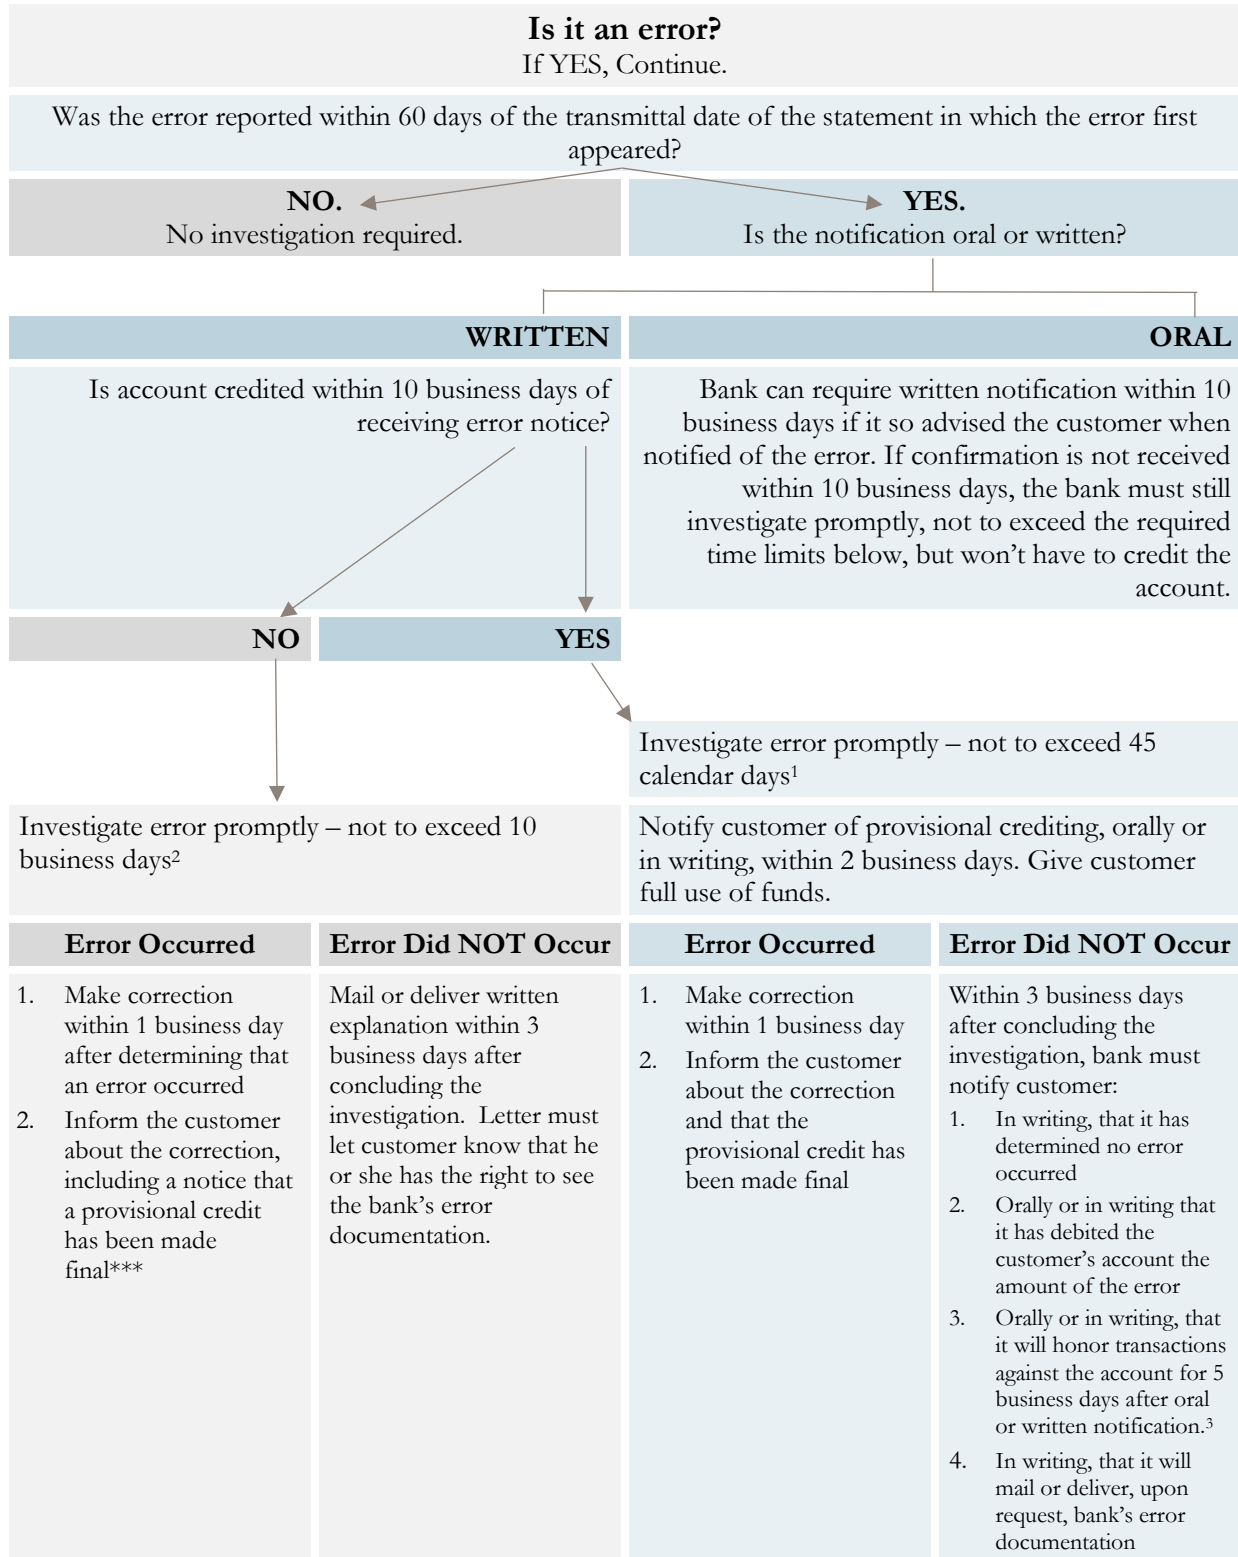 Is it an error?
If YES, Continue.
Was the error reported within 60 days of the transmittal date of the statement in which the error first
appeared?
NO.
No investigation required.
YES.
Is the notification oral or written?
WRITTEN
Is account credited within 10 business days of
receiving error notice?
ORAL
Bank can require written notification within 10
business days if it so advised the customer when
notified of the error. If confirmation is not received
within 10 business days, the bank must still
investigate promptly, not to exceed the required
time limits below, but won’t have to credit the
account.
NO
YES
Investigate error promptly – not to exceed 45
calendar days¹
Investigate error promptly – not to exceed 10
business days²
Notify customer of provisional crediting, orally or
in writing, within 2 business days. Give customer
full use of funds.
Error Occurred
1. Make correction
within 1 business day
after determining that
an error occurred
2. Inform the customer
about the correction,
including a notice that
a provisional credit
has been made
final***
Error Did NOT Occur
Mail or deliver written
explanation within 3
business days after
concluding the
investigation. Letter must
let customer know that he
or she has the right to see
the bank’s error
documentation.
Error Occurred
1. Make correction
within 1 business day
2. Inform the customer
about the correction
and that the
provisional credit has
been made final
Error Did NOT Occur
Within 3 business days
after concluding the
investigation, bank must
notify customer:
1. In writing, that it has
determined no error
occurred
2. Orally or in writing that
it has debited the
customer’s account the
amount of the error
3. Orally or in writing, that
it will honor transactions
against the account for 5
business days after oral
or written notification.³
4. In writing, that it will
mail or deliver, upon
request, bank’s error
documentation